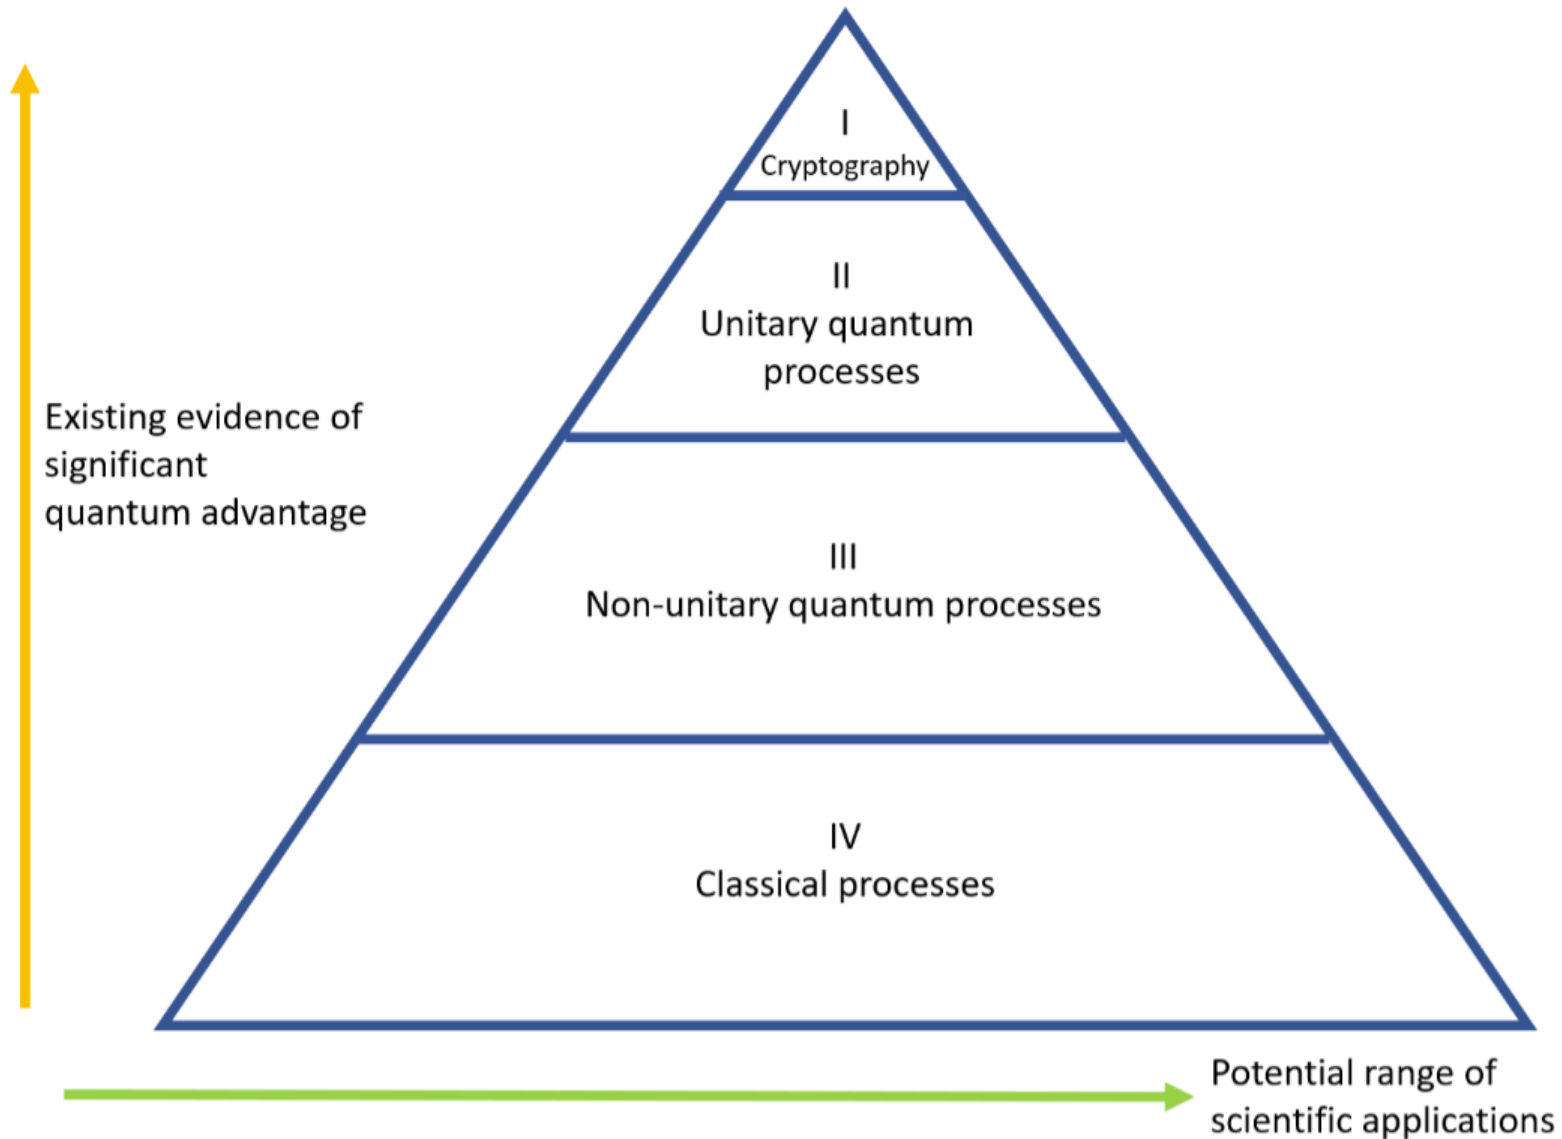 I
Cryptography
II
Unitary quantum
processes
Existing evidence of
significant
quantum advantage
III
Non-unitary quantum processes
IV
Classical processes
Potential range of
scientific applications